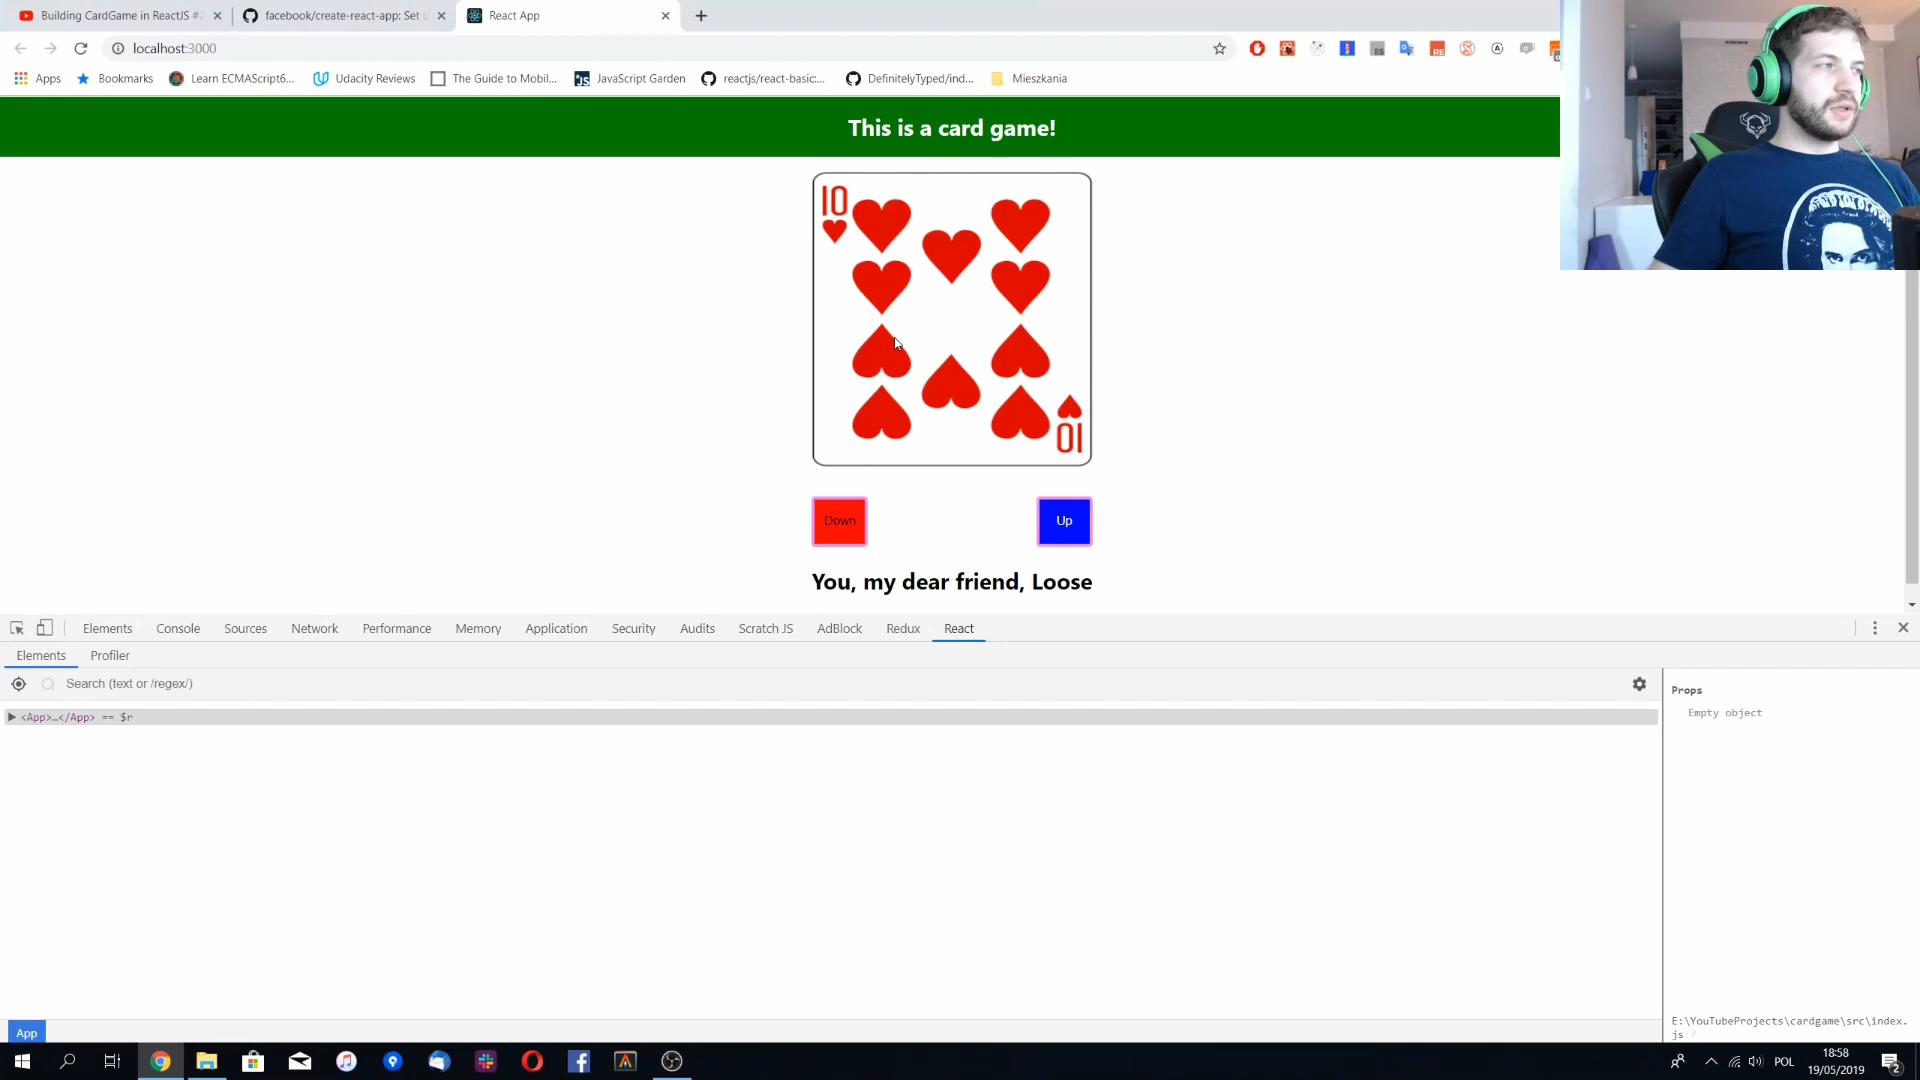 Building CardGame in ReactJS #2
facebook/create-react-app: Set u
React App
localhost:3000
Apps
Bookmarks
Learn ECMAScript6...
Udacity Reviews
The Guide to Mobil...
JavaScript Garden
reactjs/react-basic:...
DefinitelyTyped/ind...
Mieszkania
This is a card game!
10
10
Down
Up
You, my dear friend, Loose
Elements
Console
Sources
Network
Performance
Memory
Application
Security
Audits
Scratch JS
AdBlock
Redux
React
Elements
Profiler
Search (text or /regex/)
<App>…</App> == $r
Props
Empty object
E:\YouTubeProjects\cardgame\src\index.
js:7
App
POL
18:58
19/05/2019
2